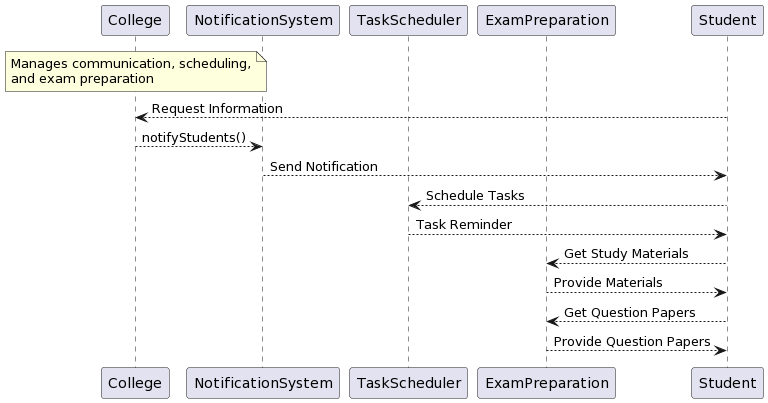 College NotificationSystem TaskScheduler ExamPreparation Student
Manages communication, scheduling,
and exam preparation
Request Information
notifyStudents()
Send Notification
Schedule Tasks
Task Reminder
Get Study Materials
Provide Materials
Get Question Papers
Provide Question Papers
College NotificationSystem TaskScheduler ExamPreparation Student